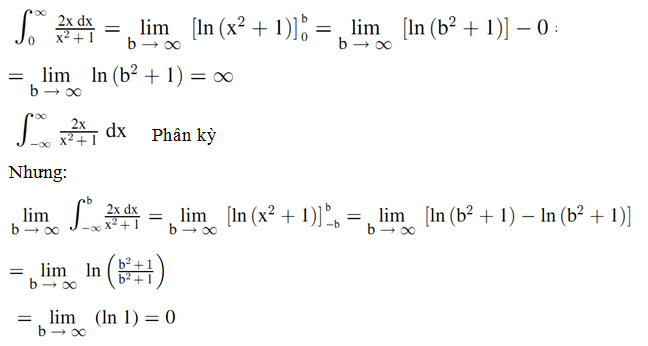 ∫₀^∞ 2x dx/(x² + 1) = lim_{b → ∞} [ln (x² + 1)]₀^b = lim_{b → ∞} [ln (b² + 1)] − 0 :
= lim_{b → ∞} ln (b² + 1) = ∞
∫_{−∞}^∞ 2x/(x² + 1) dx Phân kỳ
Nhưng:
lim_{b → ∞} ∫_{−∞}^b 2x dx/(x² + 1) = lim_{b → ∞} [ln (x² + 1)]_{−b}^b = lim_{b → ∞} [ln (b² + 1) − ln (b² + 1)]
= lim_{b → ∞} ln ((b² + 1)/(b² + 1))
= lim_{b → ∞} (ln 1) = 0